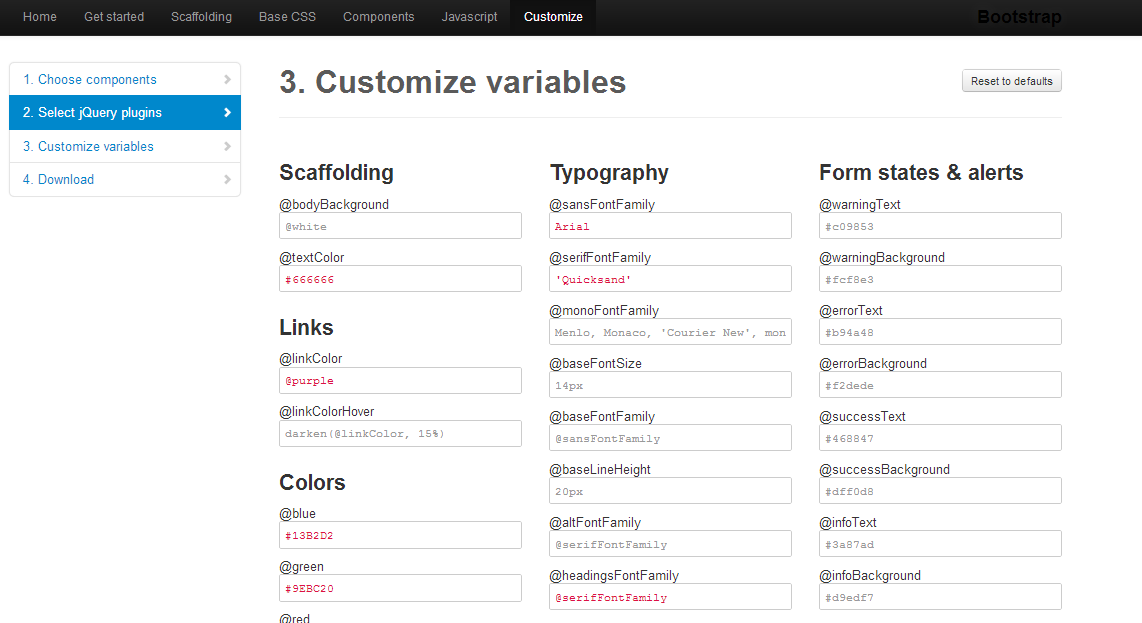 Home Get started Scaffolding Base CSS Components Javascript Customize Bootstrap
1. Choose components
2. Select jQuery plugins
3. Customize variables
4. Download
3. Customize variables
Reset to defaults
Scaffolding
@bodyBackground
@white
@textColor
#666666
Links
@linkColor
@purple
@linkColorHover
darken(@linkColor, 15%)
Colors
@blue
#13B2D2
@green
#9EBC20
@red
Typography
@sansFontFamily
Arial
@serifFontFamily
'Quicksand'
@monoFontFamily
Menlo, Monaco, 'Courier New', mon
@baseFontSize
14px
@baseFontFamily
@sansFontFamily
@baseLineHeight
20px
@altFontFamily
@serifFontFamily
@headingsFontFamily
@serifFontFamily
Form states & alerts
@warningText
#c09853
@warningBackground
#fcf8e3
@errorText
#b94a48
@errorBackground
#f2dede
@successText
#468847
@successBackground
#dff0d8
@infoText
#3a87ad
@infoBackground
#d9edf7